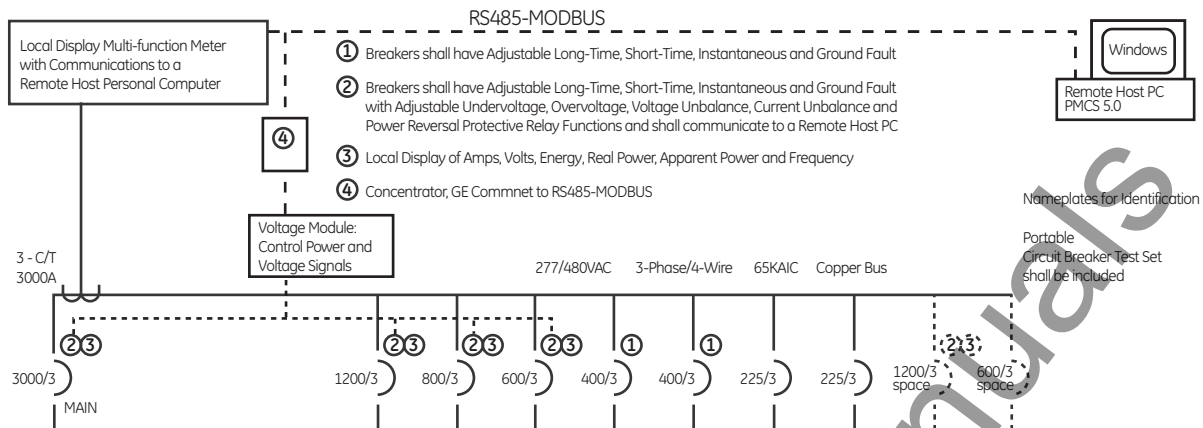 RS485-MODBUS
Local Display Multi-function Meter
with Communications to a
Remote Host Personal Computer
① Breakers shall have Adjustable Long-Time, Short-Time, Instantaneous and Ground Fault
② Breakers shall have Adjustable Long-Time, Short-Time, Instantaneous and Ground Fault
with Adjustable Undervoltage, Overvoltage, Voltage Unbalance, Current Unbalance and
Power Reversal Protective Relay Functions and shall communicate to a Remote Host PC
③ Local Display of Amps, Volts, Energy, Real Power, Apparent Power and Frequency
④ Concentrator, GE Commnet to RS485-MODBUS
Windows
Remote Host PC
PMCS 5.0
④
Nameplates for Identification
Portable
Circuit Breaker Test Set
shall be included
Voltage Module:
Control Power and
Voltage Signals
3 - C/T
3000A
277/480VAC 3-Phase/4-Wire 65KAIC Copper Bus
②③ ②③ ②③ ②③ ① ① ②③
3000/3 1200/3 800/3 600/3 400/3 400/3 225/3 225/3 1200/3 600/3
space space
MAIN
nuals